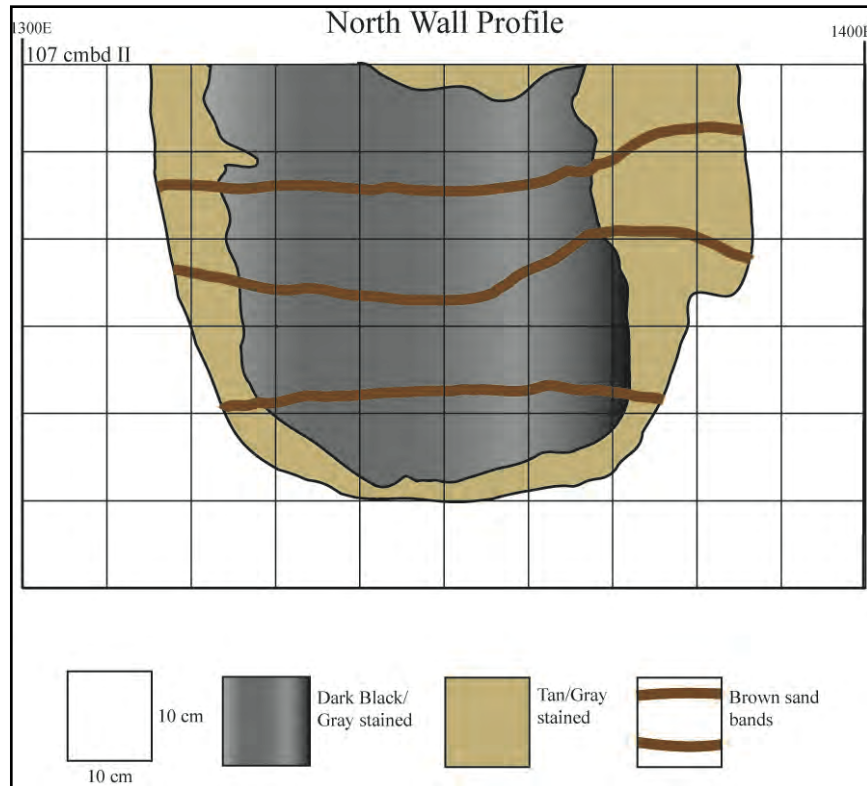 North Wall Profile
1300E
1400E
107 cmbd II
10 cm
10 cm
Dark Black/
Gray stained
Tan/Gray
stained
Brown sand
bands